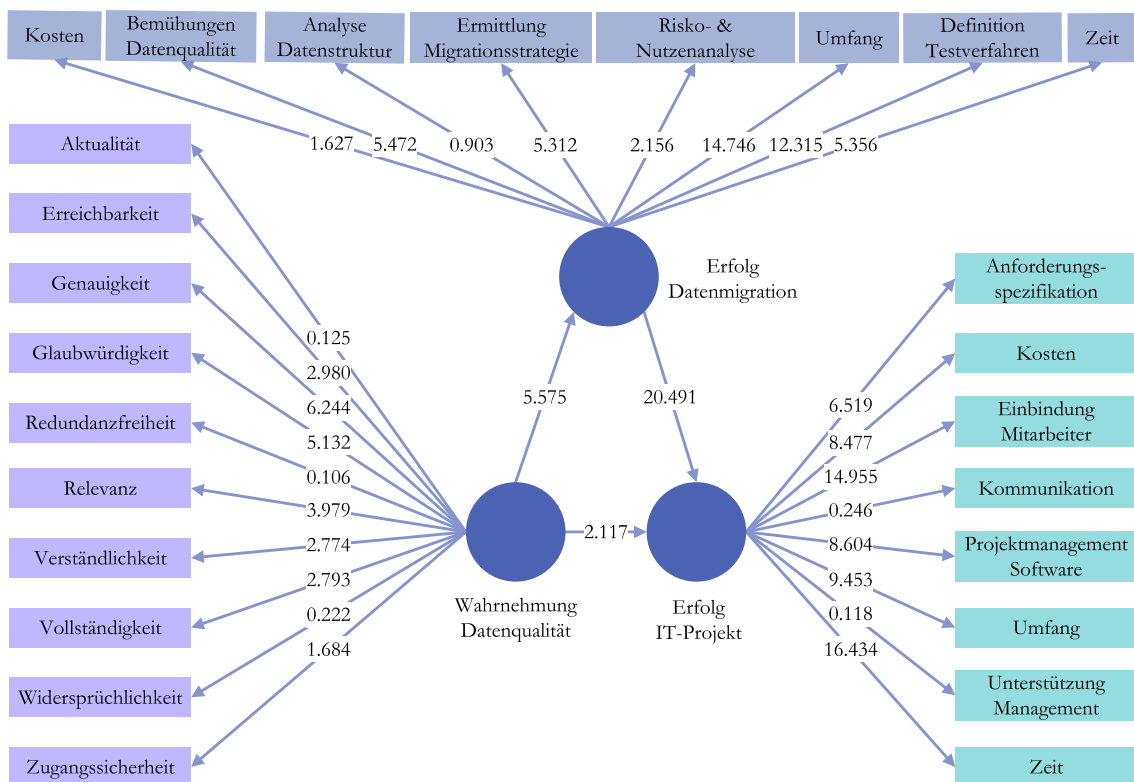 Kosten
Bemühungen
Datenqualität
Analyse
Datenstruktur
Ermittlung
Migrationsstrategie
Risko- &
Nutzenanalyse
Umfang
Definition
Testverfahren
Zeit
1.627
5.472
0.903
5.312
2.156
14.746
12.315
5.356
Aktualität
Erreichbarkeit
Genauigkeit
Glaubwürdigkeit
Redundanzfreiheit
Relevanz
Verständlichkeit
Vollständigkeit
Widersprüchlichkeit
Zugangssicherheit
0.125
2.980
6.244
5.132
0.106
3.979
2.774
2.793
0.222
1.684
Erfolg
Datenmigration
5.575
20.491
2.117
Wahrnehmung
Datenqualität
Erfolg
IT-Projekt
6.519
8.477
14.955
0.246
8.604
9.453
0.118
16.434
Anforderungs-
spezifikation
Kosten
Einbindung
Mitarbeiter
Kommunikation
Projektmanagement
Software
Umfang
Unterstützung
Management
Zeit